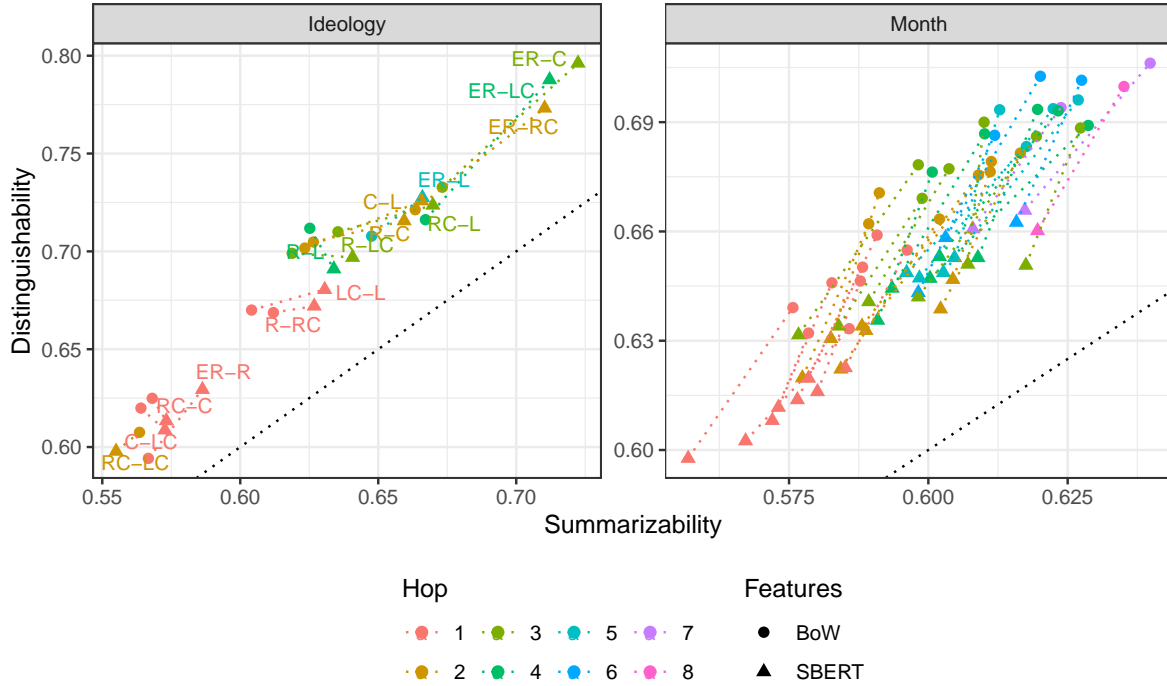 Ideology
Month
0.80
0.75
0.70
0.65
0.60
0.69
0.66
0.63
0.60
Distinguishability
ER−C
ER−LC
ER−RC
ER−L
C−L
R−C
RC−L
R−L
R−LC
LC−L
R−RC
ER−R
RC−C
C−LC
RC−LC
0.55
0.60
0.65
0.70
0.575
0.600
0.625
Summarizability
Hop
Features
1
3
5
7
BoW
2
4
6
8
SBERT